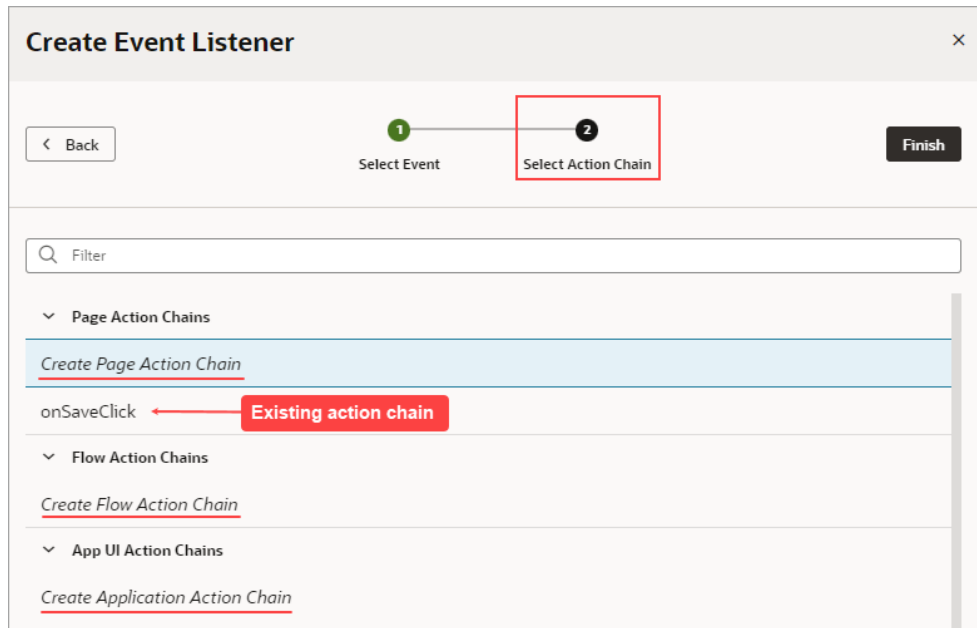 Create Event Listener
Back
1
2
Select Event
Select Action Chain
Finish
Filter
Page Action Chains
Create Page Action Chain
onSaveClick
Existing action chain
Flow Action Chains
Create Flow Action Chain
App UI Action Chains
Create Application Action Chain